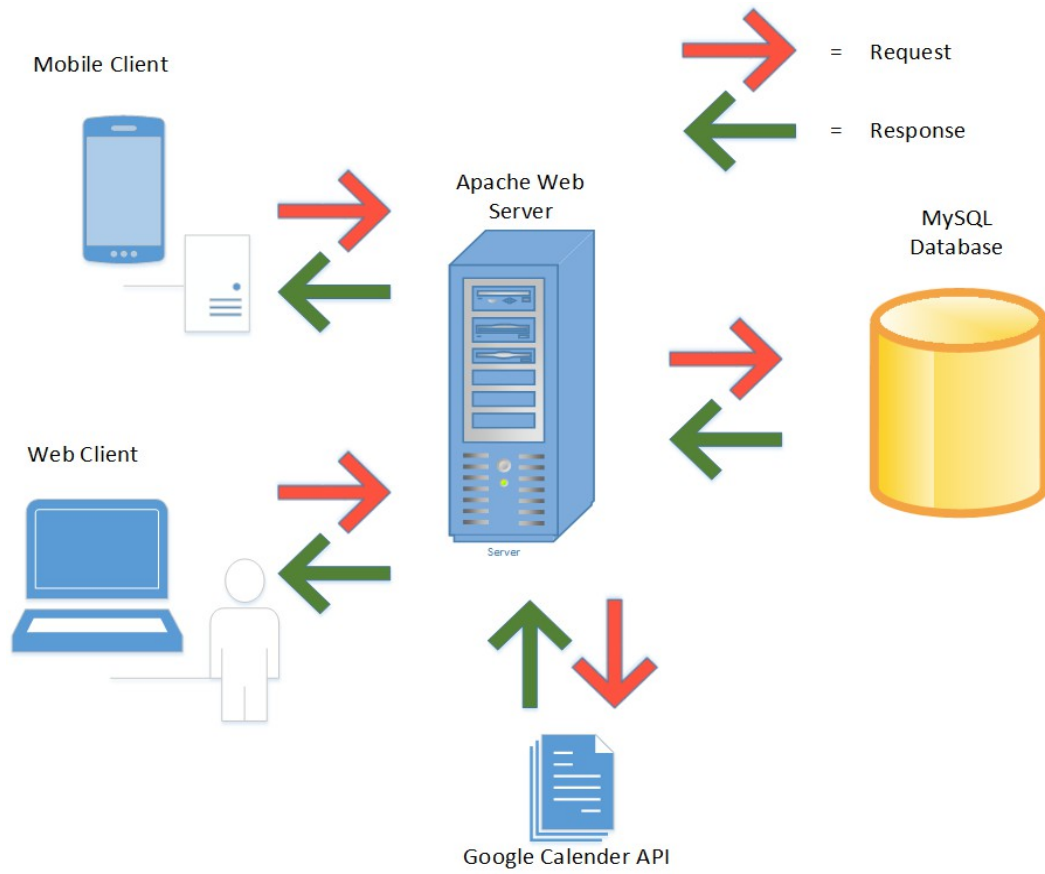 Mobile Client
= Request
= Response
Apache Web
Server
MySQL
Database
Server
Web Client
Google Calender API